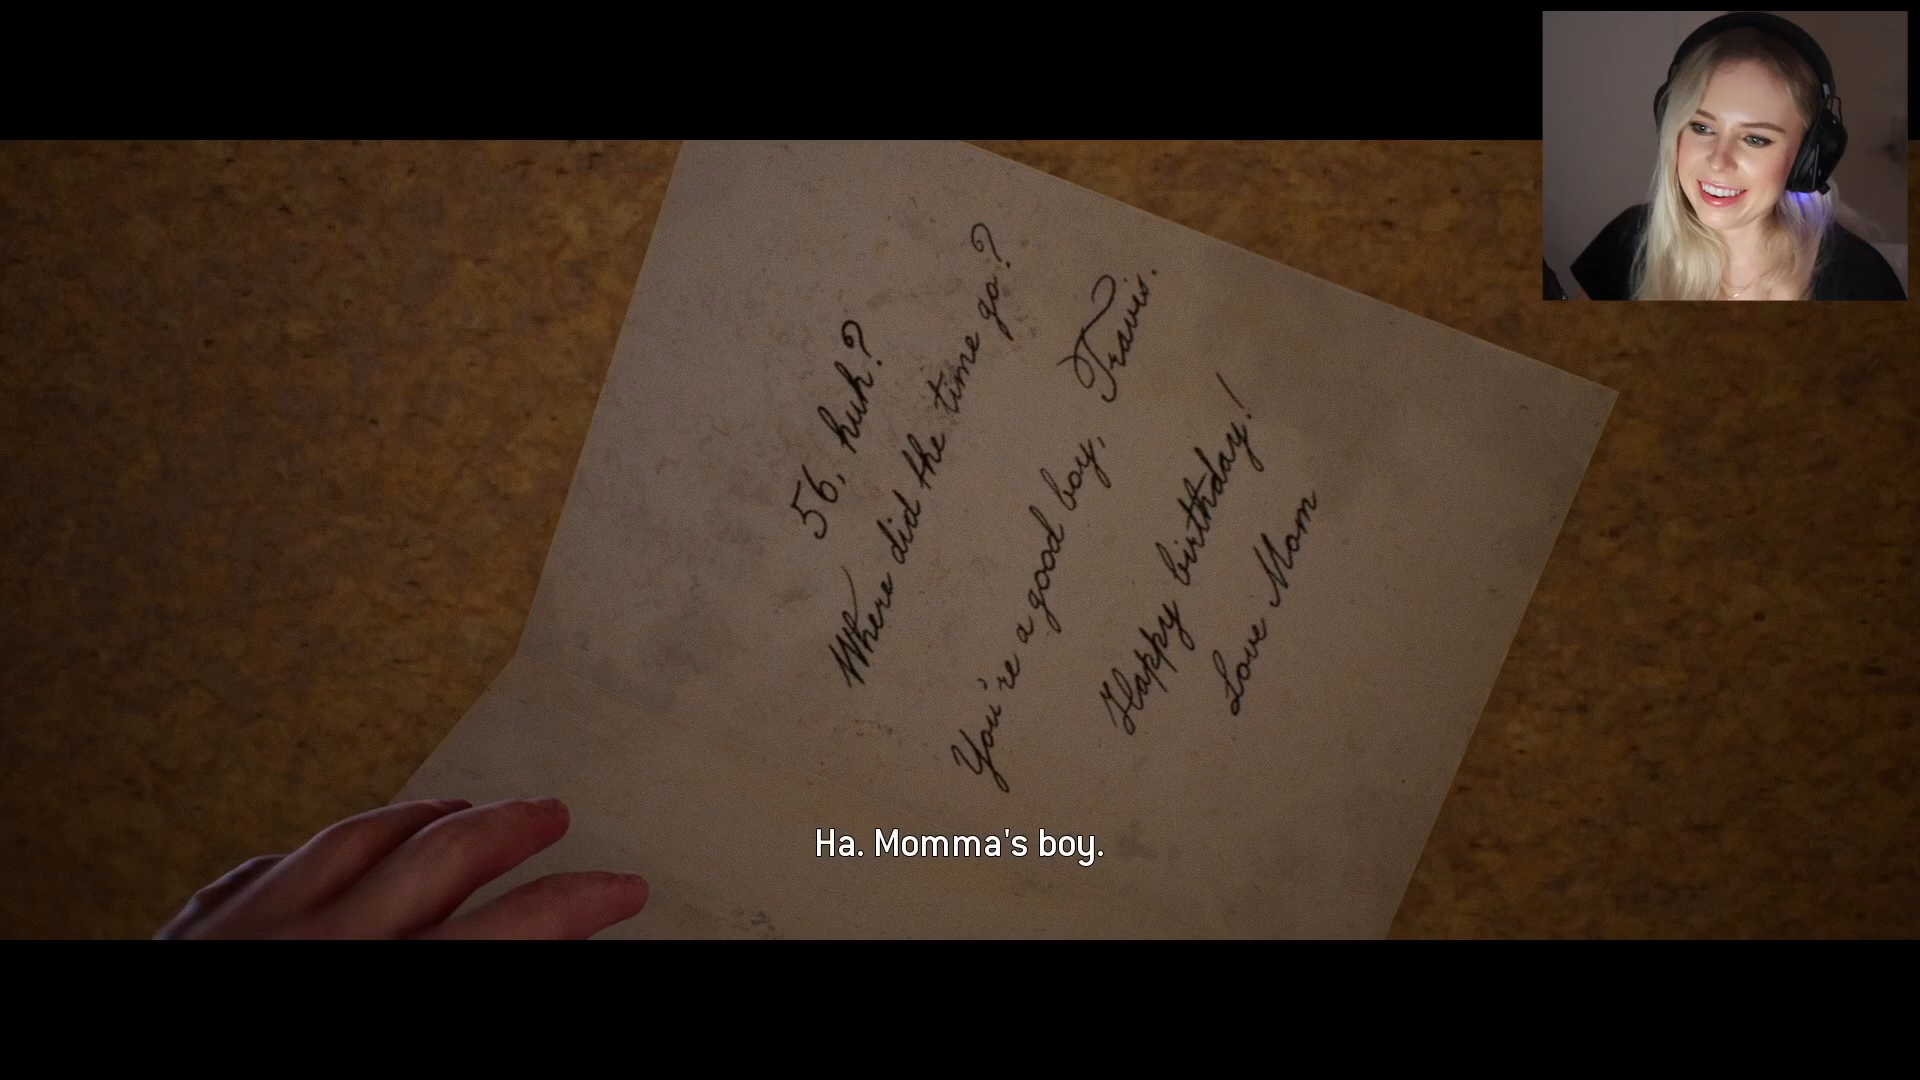 56, huh?
Where did the time go?
You're a good boy, Travis.
Happy birthday!
Love Mom
Ha. Momma's boy.